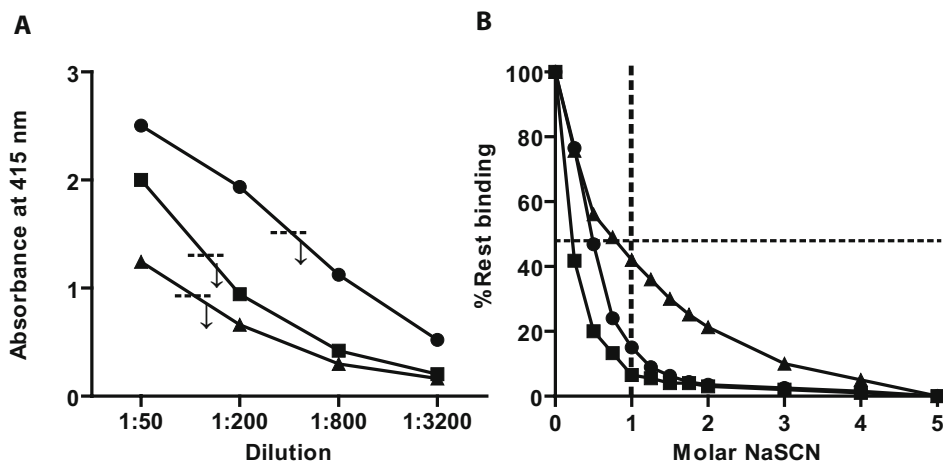 A
Absorbance at 415 nm
3
2
1
0
1:50 1:200 1:800 1:3200
Dilution
B
%Rest binding
100
80
60
40
20
0
0 1 2 3 4 5
Molar NaSCN